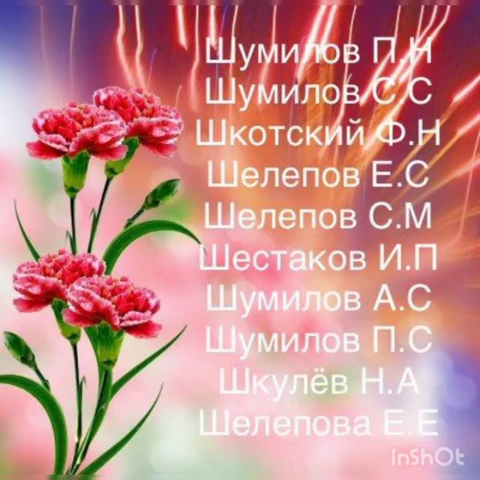 Шумилов П.Н
Шумилов С.С
Шкотский Ф.Н
Шелепов Е.С
Шелепов С.М
Шестаков И.П
Шумилов А.С
Шумилов П.С
Шкулёв Н.А
Шелепова Е.Е
InShOt